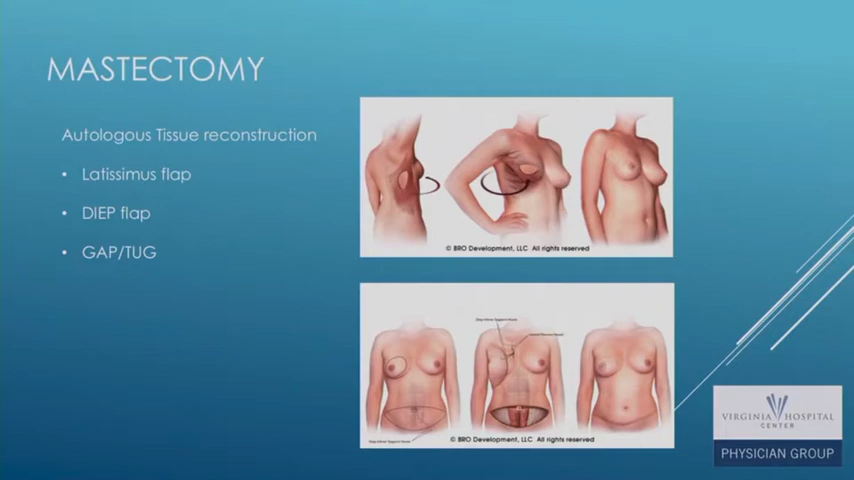 MASTECTOMY
Autologous Tissue reconstruction
• Latissimus flap
• DIEP flap
• GAP/TUG
© BRO Development, LLC All rights reserved
© BRO Development, LLC All rights reserved
VIRGINIA HOSPITAL
CENTER
PHYSICIAN GROUP